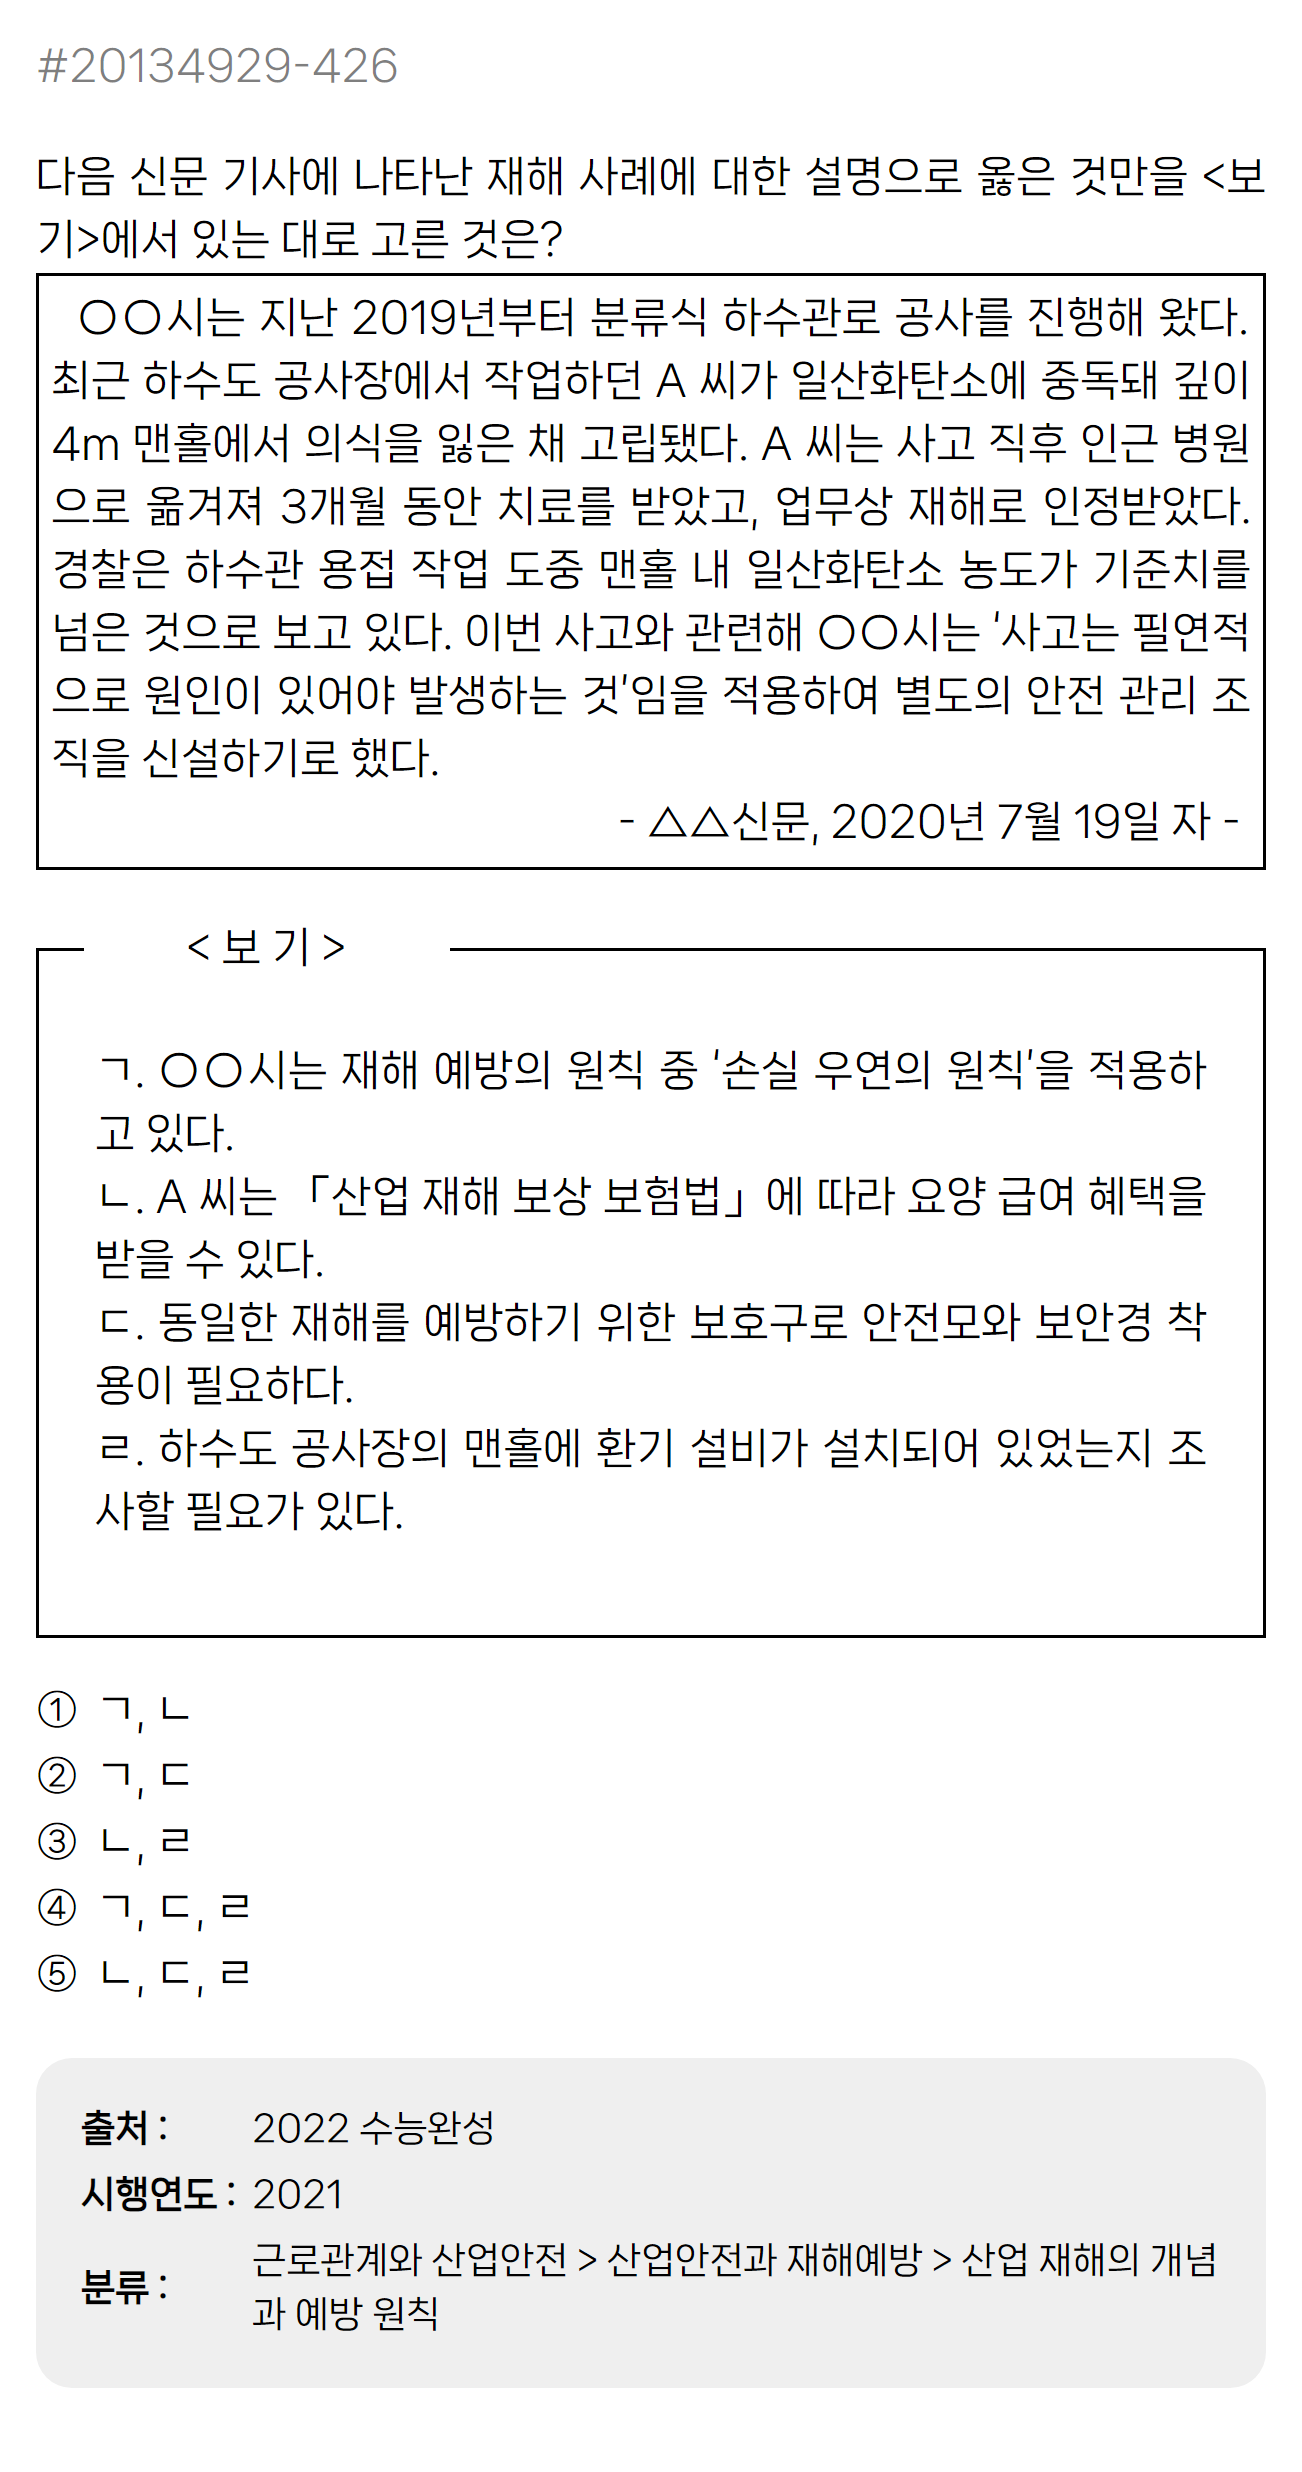 #20134929-426
다음 신문 기사에 나타난 재해 사례에 대한 설명으로 옳은 것만을 <보
기>에서 있는 대로 고른 것은?
○○시는 지난 2019년부터 분류식 하수관로 공사를 진행해 왔다.
최근 하수도 공사장에서 작업하던 A 씨가 일산화탄소에 중독돼 깊이
4m 맨홀에서 의식을 잃은 채 고립됐다. A 씨는 사고 직후 인근 병원
으로 옮겨져 3개월 동안 치료를 받았고, 업무상 재해로 인정받았다.
경찰은 하수관 용접 작업 도중 맨홀 내 일산화탄소 농도가 기준치를
넘은 것으로 보고 있다. 이번 사고와 관련해 ○○시는 '사고는 필연적
으로 원인이 있어야 발생하는 것'임을 적용하여 별도의 안전 관리 조
직을 신설하기로 했다.
- △△신문, 2020년 7월 19일 자 -
< 보 기 >
ㄱ. ○○시는 재해 예방의 원칙 중 '손실 우연의 원칙'을 적용하
고 있다.
ㄴ. A 씨는 「산업 재해 보상 보험법」에 따라 요양 급여 혜택을
받을 수 있다.
ㄷ. 동일한 재해를 예방하기 위한 보호구로 안전모와 보안경 착
용이 필요하다.
ㄹ. 하수도 공사장의 맨홀에 환기 설비가 설치되어 있었는지 조
사할 필요가 있다.
① ㄱ, ㄴ
② ㄱ, ㄷ
③ ㄴ, ㄹ
④ ㄱ, ㄷ, ㄹ
⑤ ㄴ, ㄷ, ㄹ
출처 : 2022 수능완성
시행연도 : 2021
분류 : 근로관계와 산업안전 > 산업안전과 재해예방 > 산업 재해의 개념
과 예방 원칙